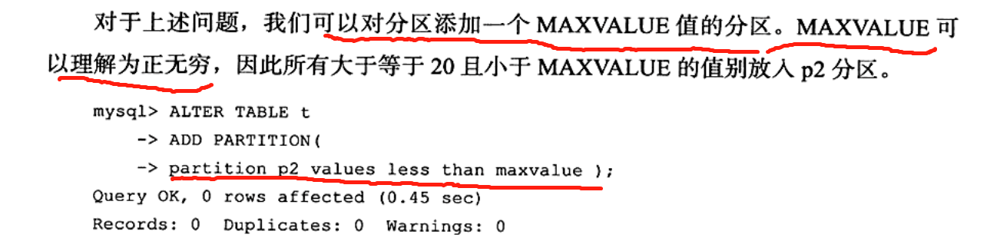 对于上述问题，我们可以对分区添加一个 MAXVALUE 值的分区。MAXVALUE 可
以理解为正无穷，因此所有大于等于 20 且小于 MAXVALUE 的值别放入 p2 分区。
mysql> ALTER TABLE t
-> ADD PARTITION(
-> partition p2 values less than maxvalue );
Query OK, 0 rows affected (0.45 sec)
Records: 0 Duplicates: 0 Warnings: 0